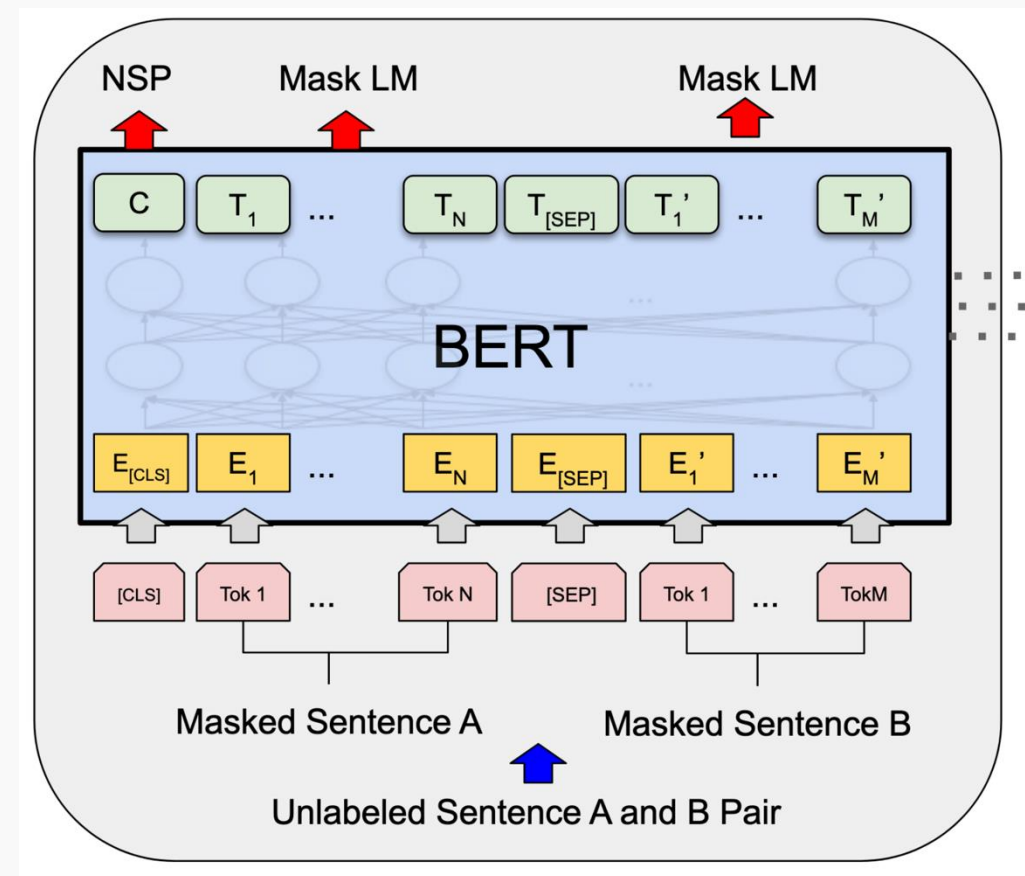 NSP Mask LM Mask LM
C T1 ... TN T[SEP] T1' ... TM'
...
BERT
...
E[CLS] E1 ... EN E[SEP] E1' ... EM'
[CLS] Tok 1 ... Tok N [SEP] Tok 1 ... TokM
Masked Sentence A Masked Sentence B
Unlabeled Sentence A and B Pair